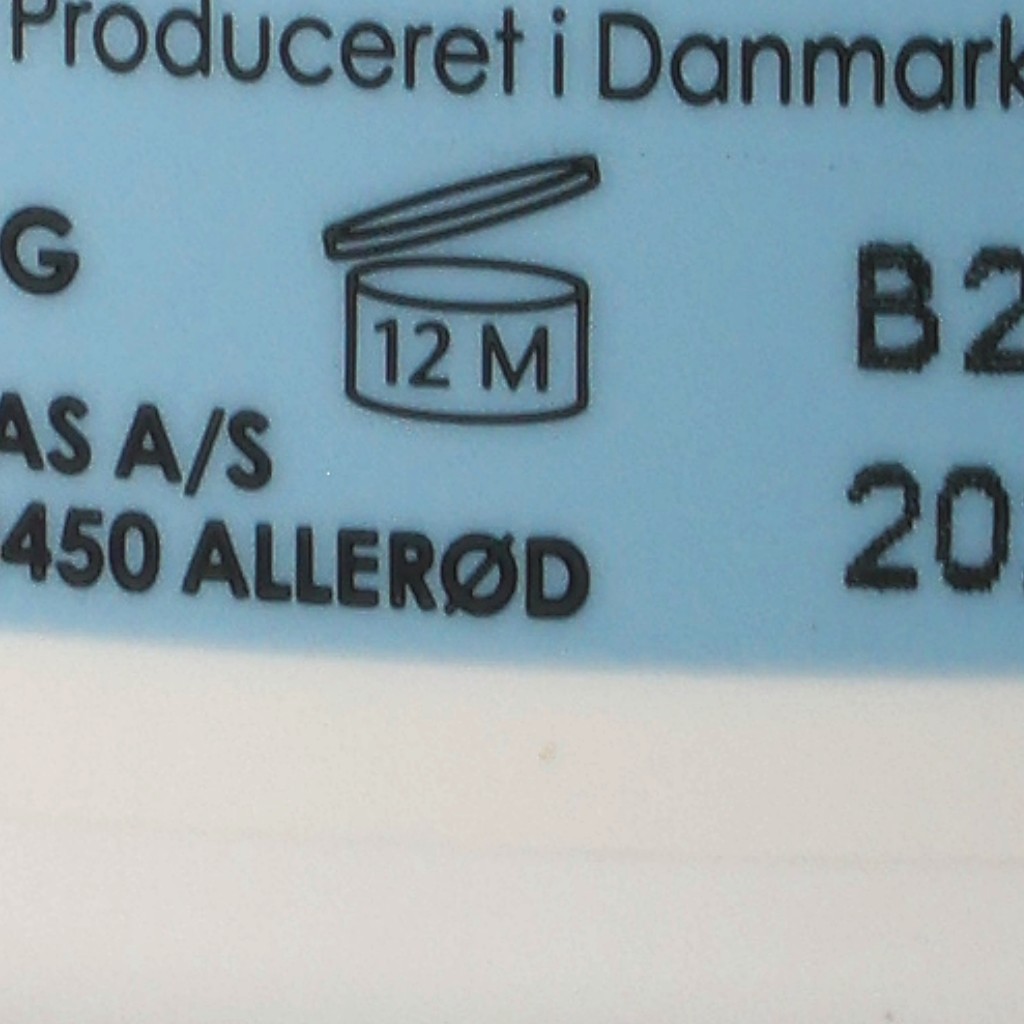 Produceret i Danmark
G
12 M
B2
AS A/S
450 ALLERØD
20